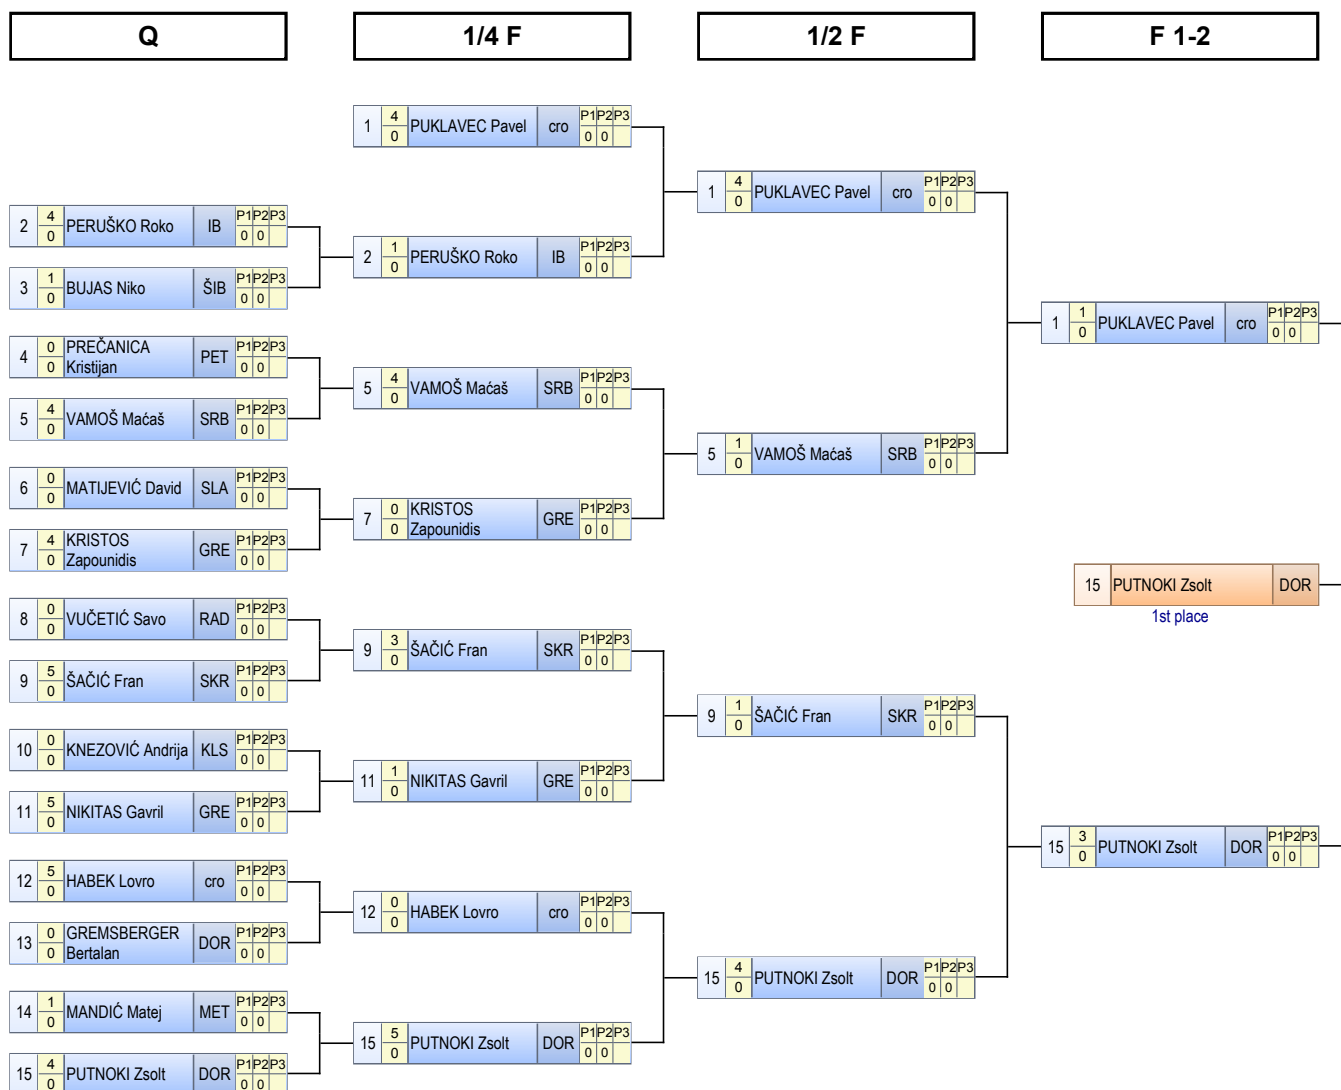 Q
1/4 F
1/2 F
F 1-2
1 4 0 PUKLAVEC Pavel cro P1 P2 P3 0 0
1 4 0 PUKLAVEC Pavel cro P1 P2 P3 0 0
2 4 0 PERUŠKO Roko IB P1 P2 P3 0 0
2 1 0 PERUŠKO Roko IB P1 P2 P3 0 0
3 1 0 BUJAS Niko ŠIB P1 P2 P3 0 0
1 1 0 PUKLAVEC Pavel cro P1 P2 P3 0 0
4 0 0 PREČANICA
Kristijan PET P1 P2 P3 0 0
5 4 0 VAMOŠ Maćaš SRB P1 P2 P3 0 0
5 4 0 VAMOŠ Maćaš SRB P1 P2 P3 0 0
5 1 0 VAMOŠ Maćaš SRB P1 P2 P3 0 0
6 0 0 MATIJEVIĆ David SLA P1 P2 P3 0 0
7 0 0 KRISTOS
Zapounidis GRE P1 P2 P3 0 0
7 4 0 KRISTOS
Zapounidis GRE P1 P2 P3 0 0
15 PUTNOKI Zsolt DOR
1st place
8 0 0 VUČETIĆ Savo RAD P1 P2 P3 0 0
9 3 0 ŠAČIĆ Fran SKR P1 P2 P3 0 0
9 5 0 ŠAČIĆ Fran SKR P1 P2 P3 0 0
9 1 0 ŠAČIĆ Fran SKR P1 P2 P3 0 0
10 0 0 KNEZOVIĆ Andrija KLS P1 P2 P3 0 0
11 1 0 NIKITAS Gavril GRE P1 P2 P3 0 0
11 5 0 NIKITAS Gavril GRE P1 P2 P3 0 0
15 3 0 PUTNOKI Zsolt DOR P1 P2 P3 0 0
12 5 0 HABEK Lovro cro P1 P2 P3 0 0
12 0 0 HABEK Lovro cro P1 P2 P3 0 0
13 0 0 GREMSBERGER
Bertalan DOR P1 P2 P3 0 0
15 4 0 PUTNOKI Zsolt DOR P1 P2 P3 0 0
14 1 0 MANDIĆ Matej MET P1 P2 P3 0 0
15 5 0 PUTNOKI Zsolt DOR P1 P2 P3 0 0
15 4 0 PUTNOKI Zsolt DOR P1 P2 P3 0 0